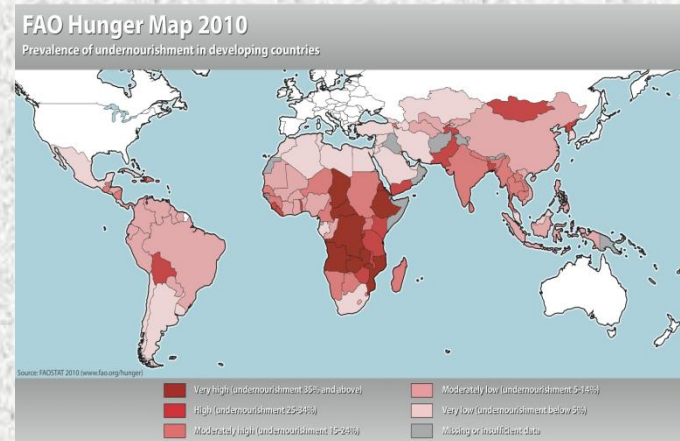 FAO Hunger Map 2010
Prevalence of undernourishment in developing countries
Source: FAOSTAT 2010 (www.fao.org/hunger)
Very high (undernourishment 35% and above)
High (undernourishment 25-34%)
Moderately high (undernourishment 15-24%)
Moderately low (undernourishment 5-14%)
Very low (undernourishment below 5%)
Missing or insufficient data